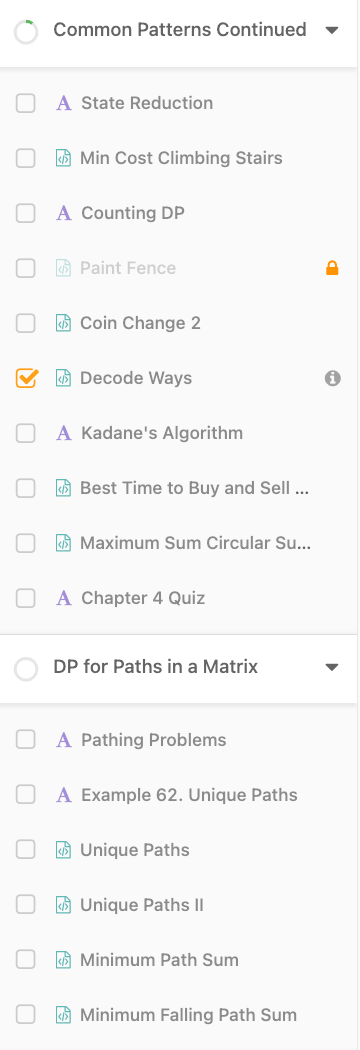 Common Patterns Continued
A State Reduction
Min Cost Climbing Stairs
A Counting DP
Paint Fence
Coin Change 2
Decode Ways
A Kadane's Algorithm
Best Time to Buy and Sell ...
Maximum Sum Circular Su...
A Chapter 4 Quiz
DP for Paths in a Matrix
A Pathing Problems
A Example 62. Unique Paths
Unique Paths
Unique Paths II
Minimum Path Sum
Minimum Falling Path Sum